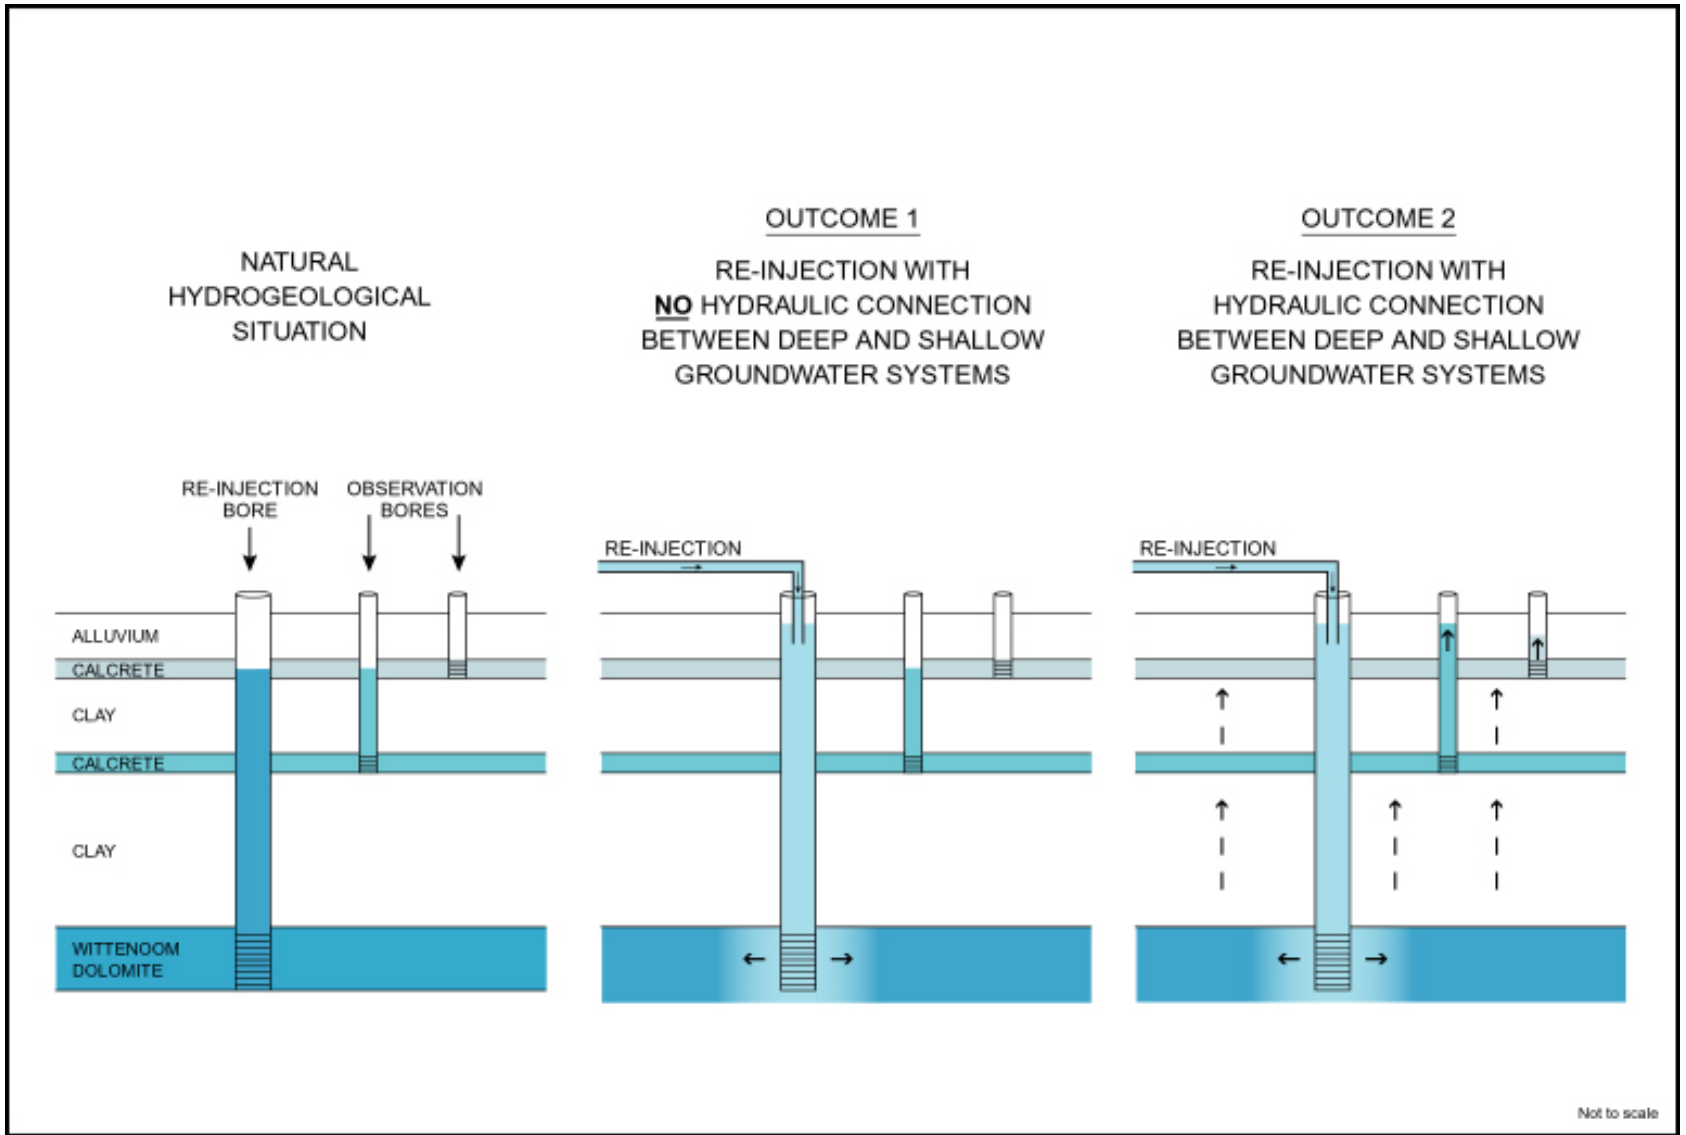 NATURAL
HYDROGEOLOGICAL
SITUATION
OUTCOME 1
RE-INJECTION WITH
NO HYDRAULIC CONNECTION
BETWEEN DEEP AND SHALLOW
GROUNDWATER SYSTEMS
OUTCOME 2
RE-INJECTION WITH
HYDRAULIC CONNECTION
BETWEEN DEEP AND SHALLOW
GROUNDWATER SYSTEMS
RE-INJECTION
BORE
OBSERVATION
BORES
ALLUVIUM
CALCRETE
CLAY
CALCRETE
CLAY
WITTENOOM
DOLOMITE
RE-INJECTION
RE-INJECTION
Not to scale